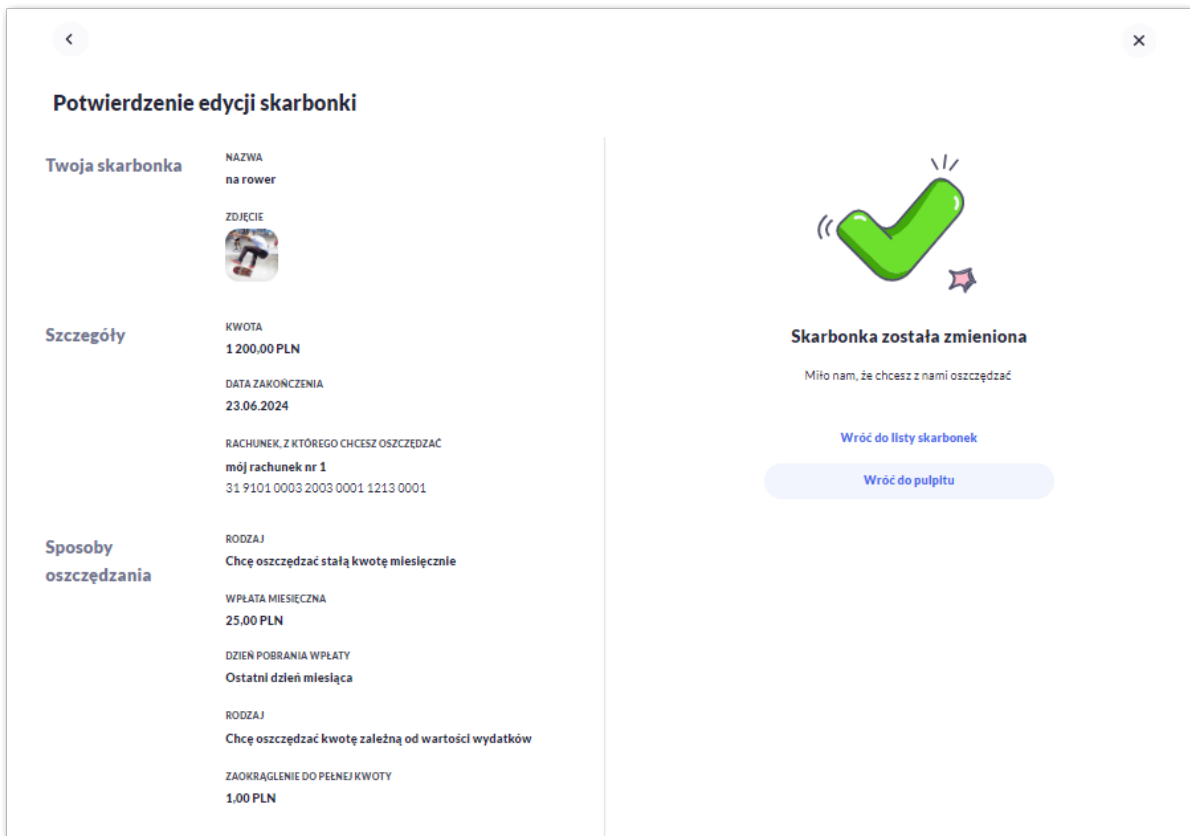 Potwierdzenie edycji skarbonki
Twoja skarbonka
NAZWA
na rower
ZDJĘCIE
Szczegóły
KWOTA
1 200,00 PLN
DATA ZAKOŃCZENIA
23.06.2024
RACHUNEK, Z KTÓREGO CHCESZ OSZCZĘDZAĆ
mój rachunek nr 1
31 9101 0003 2003 0001 1213 0001
Sposoby
oszczędzania
RODZAJ
Chcę oszczędzać stałą kwotę miesięcznie
WPŁATA MIESIĘCZNA
25,00 PLN
DZIEŃ POBRANIA WPŁATY
Ostatni dzień miesiąca
RODZAJ
Chcę oszczędzać kwotę zależną od wartości wydatków
ZAOKRĄGLENIE DO PEŁNEJ KWOTY
1,00 PLN
Skarbonka została zmieniona
Miło nam, że chcesz z nami oszczędzać
Wróć do listy skarbonek
Wróć do pulpitu